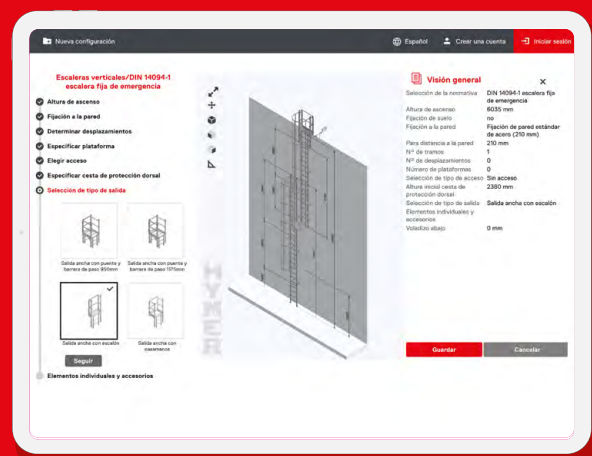 Nueva configuración
Español
Crear una cuenta
Iniciar sesión
Escaleras verticales/DIN 14094-1
escalera fija de emergencia
Altura de ascenso
Fijación a la pared
Determinar desplazamientos
Especificar plataforma
Elegir acceso
Especificar cesta de protección dorsal
Selección de tipo de salida
Salida ancha con puente y
barrera de paso 950mm
Salida ancha con puente y
barrera de paso 1175mm
Salida ancha con escalón
Salida ancha con
pasamanos
Seguir
Elementos individuales y accesorios
HYMER
Visión general
Selección de la normativa DIN 14094-1 escalera fija
de emergencia
Altura de ascenso 6035 mm
Fijación de suelo no
Fijación a la pared Fijación de pared estándar
de acero (210 mm)
Para distancia a la pared 210 mm
Nº de tramos 1
Nº de desplazamientos 0
Número de plataformas 0
Selección de tipo de acceso Sin acceso
Altura inicial cesta de 2380 mm
protección dorsal
Selección de tipo de salida Salida ancha con escalón
Elementos individuales y
accesorios
Voladizo abajo 0 mm
Guardar
Cancelar